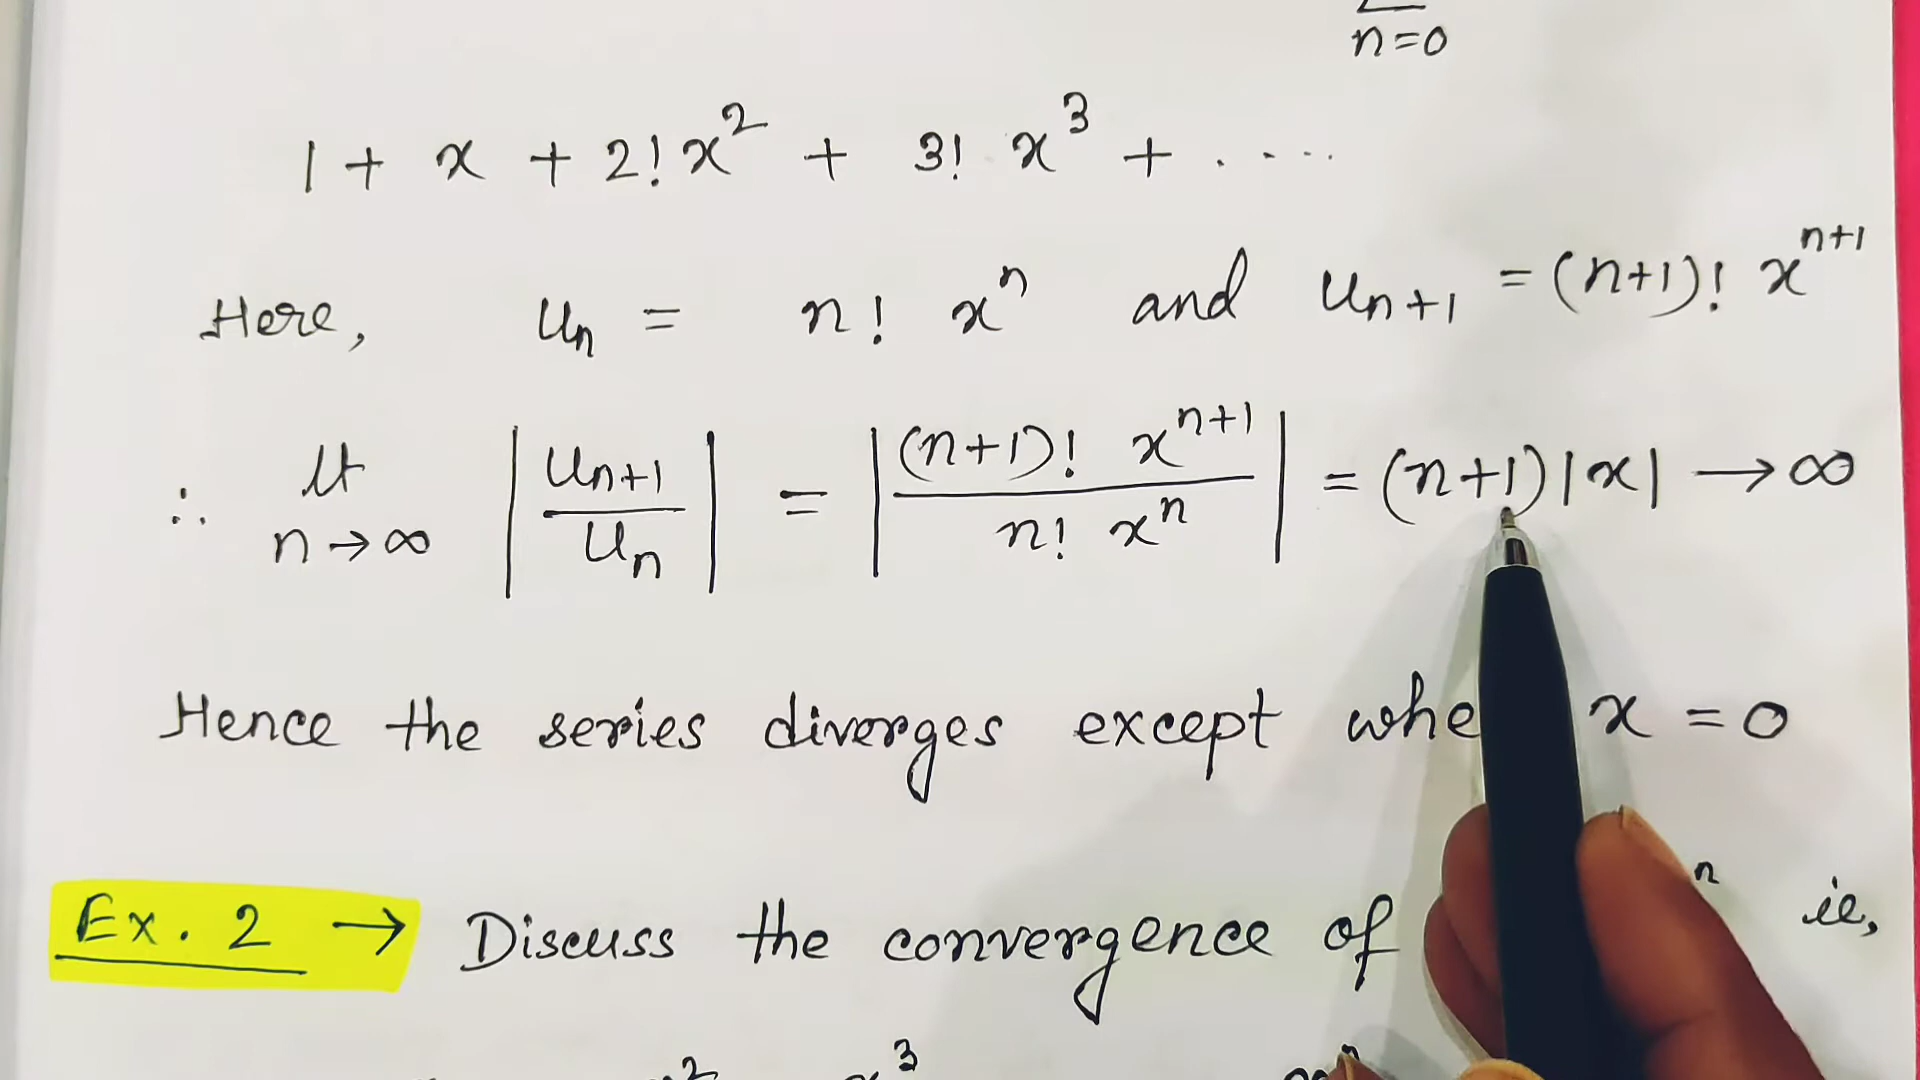 n=0
1 + x + 2! x² + 3! x³ + ....
Here, uₙ = n! xⁿ and uₙ₊₁ = (n+1)! xⁿ⁺¹
∴ lt n→∞ |uₙ₊₁ / uₙ| = |(n+1)! xⁿ⁺¹ / n! xⁿ| = (n+1)|x| → ∞
Hence the series diverges except whe x = 0
Ex. 2 → Discuss the convergence of ⁿ ie,